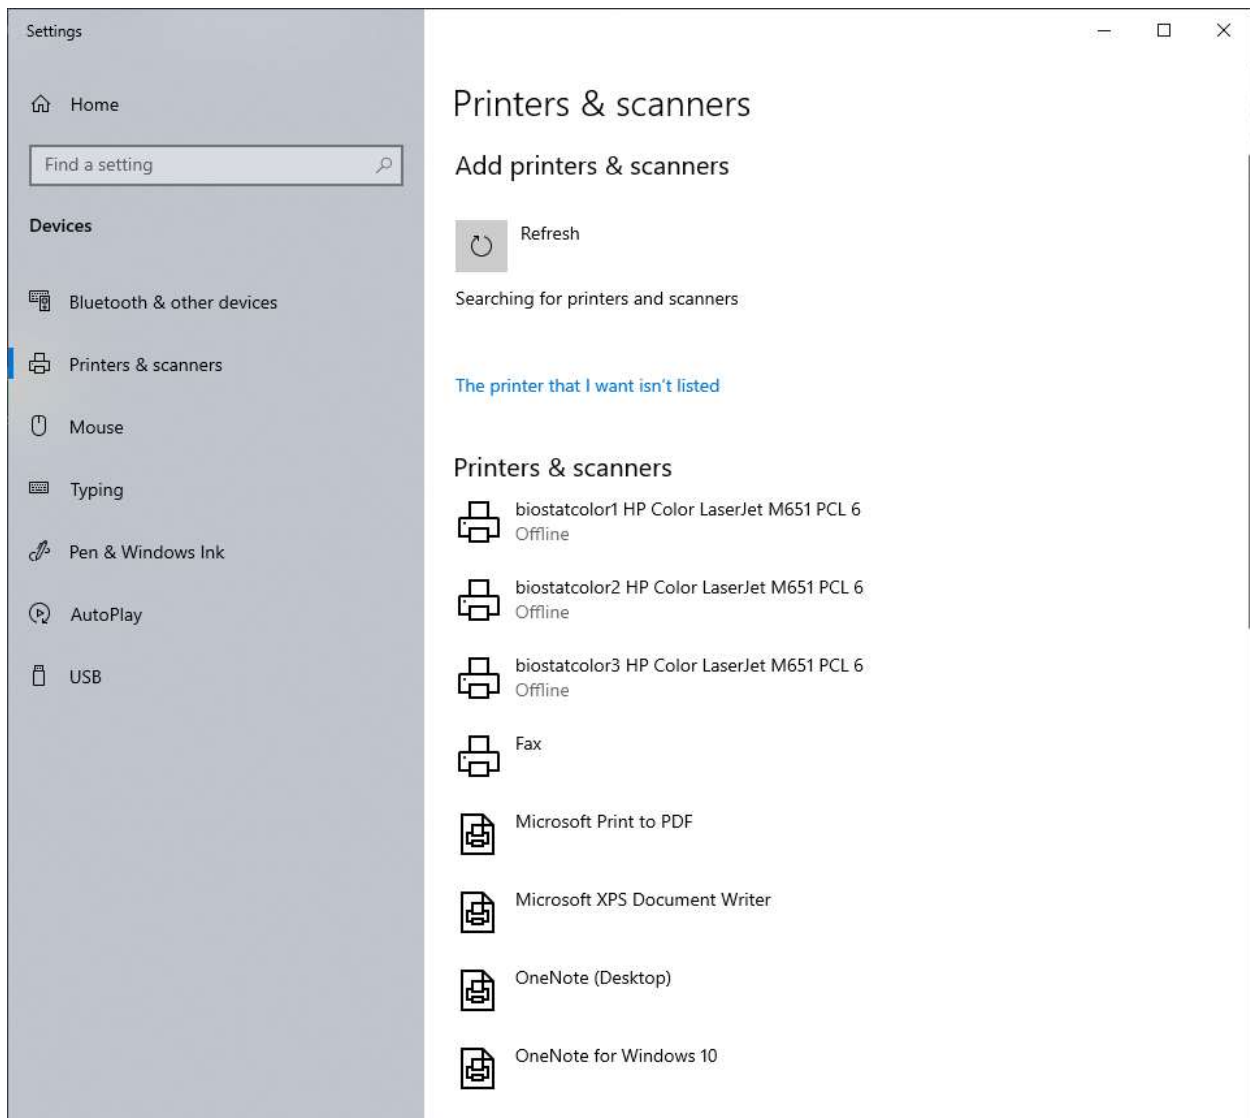 Settings
Home
Find a setting
Devices
Bluetooth & other devices
Printers & scanners
Mouse
Typing
Pen & Windows Ink
AutoPlay
USB
Printers & scanners
Add printers & scanners
Refresh
Searching for printers and scanners
The printer that I want isn't listed
Printers & scanners
biostatcolor1 HP Color LaserJet M651 PCL 6
Offline
biostatcolor2 HP Color LaserJet M651 PCL 6
Offline
biostatcolor3 HP Color LaserJet M651 PCL 6
Offline
Fax
Microsoft Print to PDF
Microsoft XPS Document Writer
OneNote (Desktop)
OneNote for Windows 10